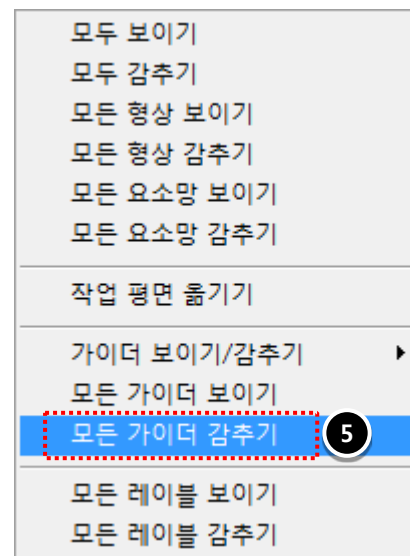 모두 보이기
모두 감추기
모든 형상 보이기
모든 형상 감추기
모든 요소망 보이기
모든 요소망 감추기
작업 평면 옮기기
가이더 보이기/감추기
모든 가이더 보이기
모든 가이더 감추기 5
모든 레이블 보이기
모든 레이블 감추기